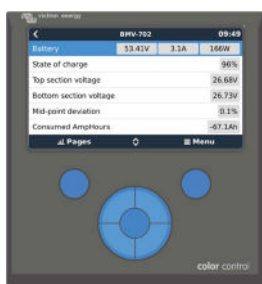 victron energy
BMV-702 09:49
Battery 53.41V 3.1A 166W
State of charge 96%
Top section voltage 26.68V
Bottom section voltage 26.73V
Mid-point deviation 0.1%
Consumed AmpHours -67.1Ah
Pages Menu
color control